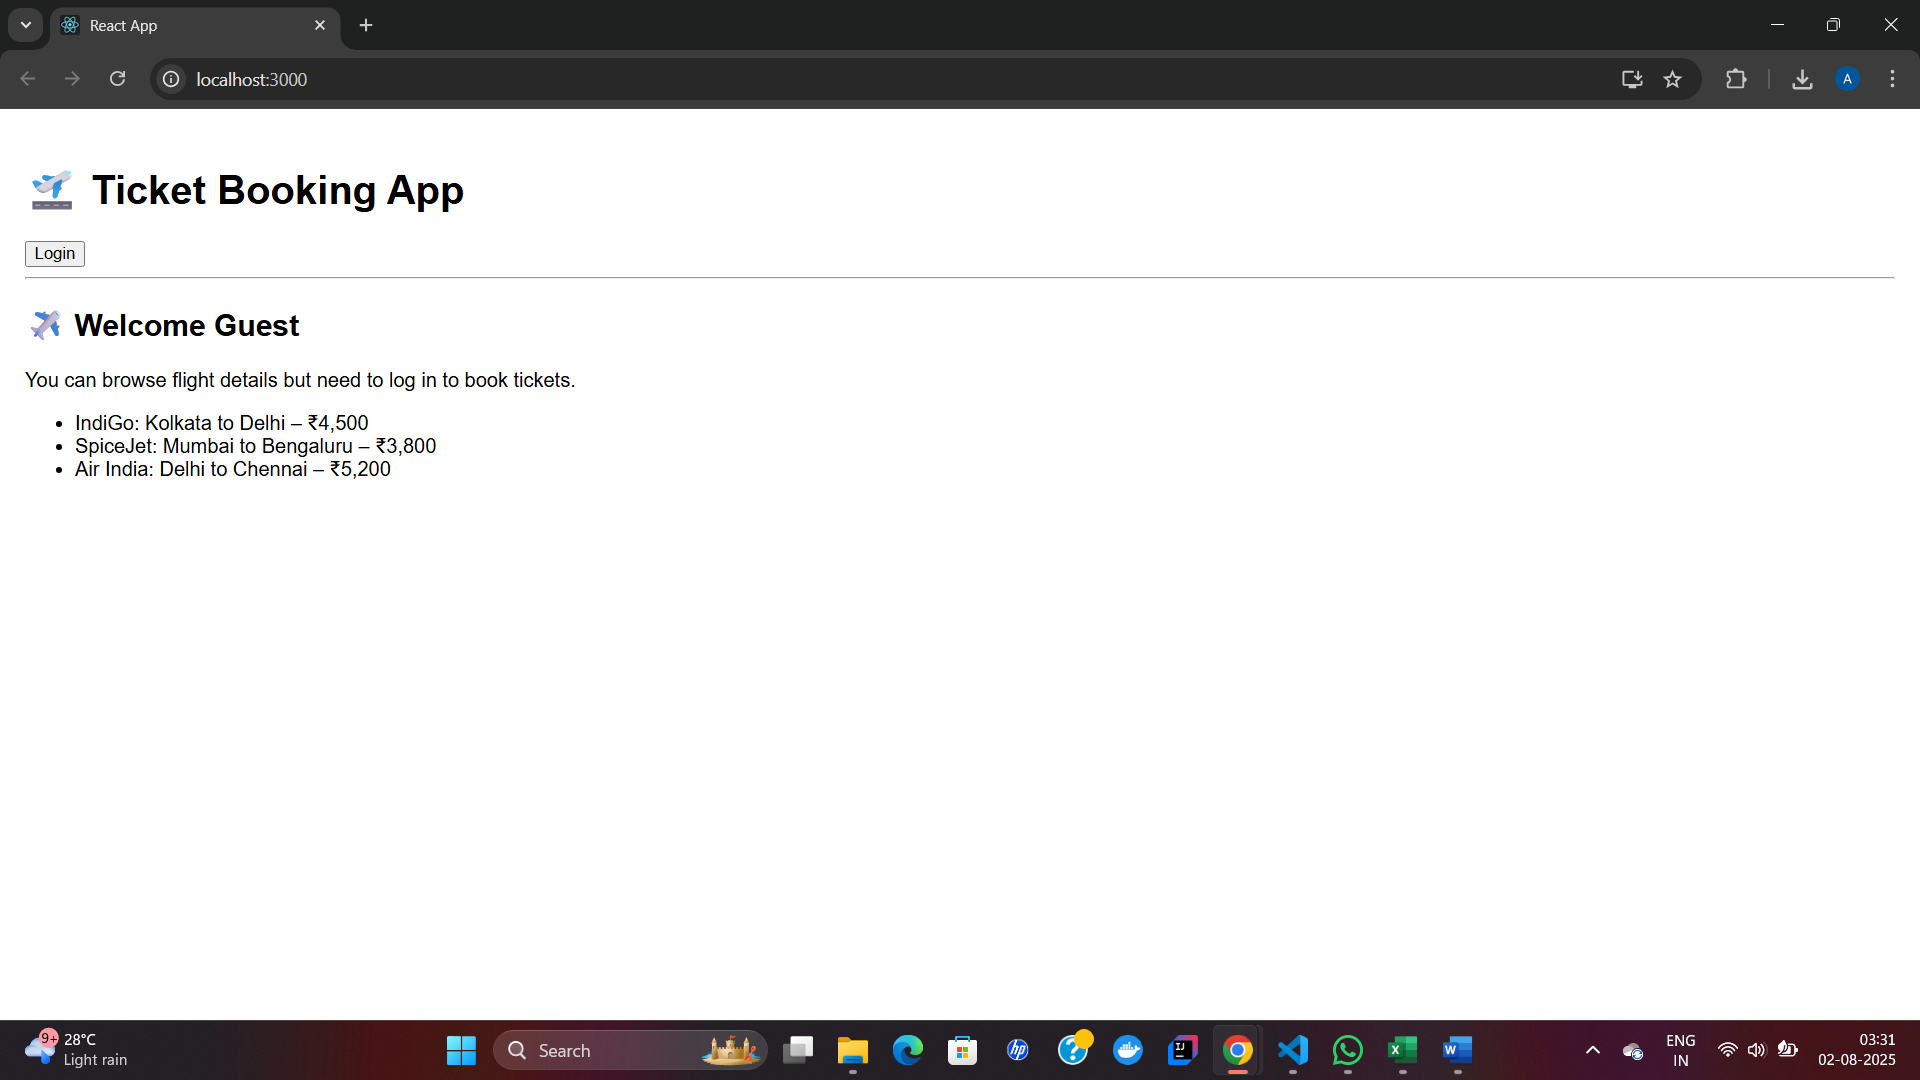 React App
localhost:3000
A
Ticket Booking App
Login
Welcome Guest
You can browse flight details but need to log in to book tickets.
IndiGo: Kolkata to Delhi – ₹4,500
SpiceJet: Mumbai to Bengaluru – ₹3,800
Air India: Delhi to Chennai – ₹5,200
9+
28°C
Light rain
Search
hp
?
IJ
X
W
ENG
IN
03:31
02-08-2025